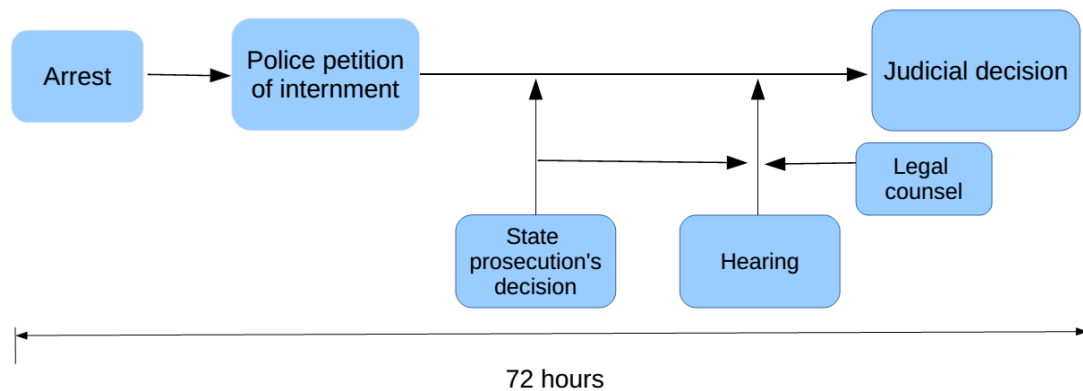 Arrest
Police petition
of internment
Judicial decision
Legal
counsel
State
prosecution's
decision
Hearing
72 hours